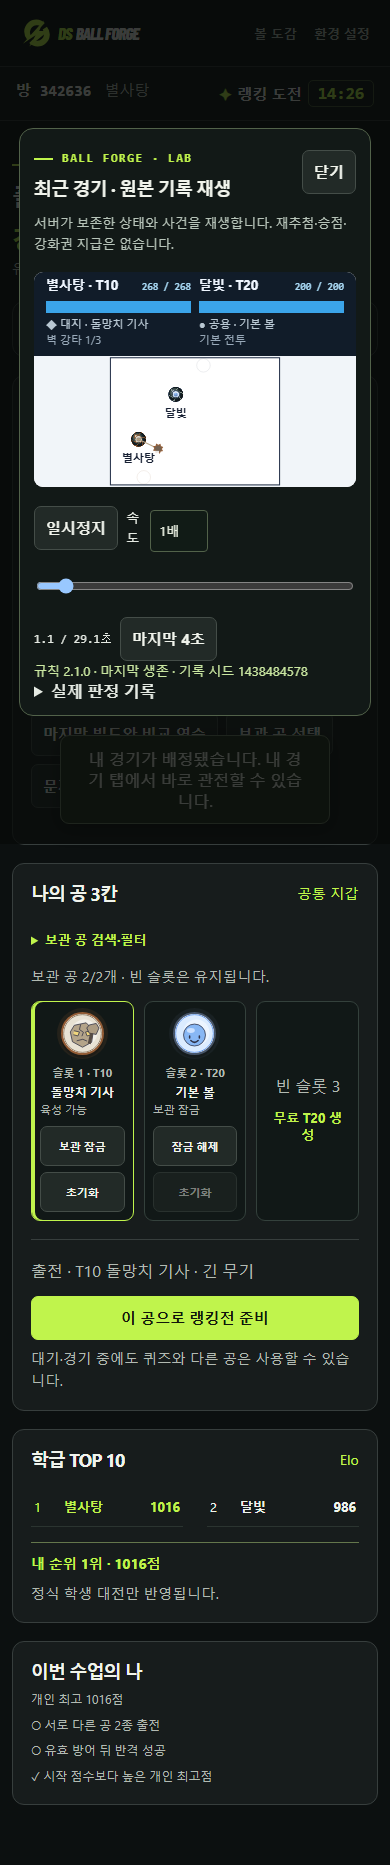 DS BALL FORGE
볼 도감 환경 설정
방 342636 별사탕
✦ 랭킹 도전 14:26
BALL FORGE · LAB
닫기
최근 경기 · 원본 기록 재생
서버가 보존한 상태와 사건을 재생합니다. 재추첨·승점·
강화권 지급은 없습니다.
별사탕 · T10 268 / 268 달빛 · T20 200 / 200
◆ 대지 · 돌망치 기사 ● 공용 · 기본 볼
벽 강타 1/3 기본 전투
달빛
별사탕
일시정지 속도 1배
1.1 / 29.1초 마지막 4초
규칙 2.1.0 · 마지막 생존 · 기록 시드 1438484578
▶ 실제 판정 기록
마지막 빌드와 비교 연습 보관 공 선택
내 경기가 배정됐습니다. 내 경
기 탭에서 바로 관전할 수 있습
니다.
나의 공 3칸 공통 지갑
▶ 보관 공 검색·필터
보관 공 2/2개 · 빈 슬롯은 유지됩니다.
슬롯 1 · T10
돌망치 기사
육성 가능
보관 잠금
초기화
슬롯 2 · T20
기본 볼
보관 잠금
잠금 해제
초기화
빈 슬롯 3
무료 T20 생
성
출전 · T10 돌망치 기사 · 긴 무기
이 공으로 랭킹전 준비
대기·경기 중에도 퀴즈와 다른 공은 사용할 수 있습
니다.
학급 TOP 10 Elo
1 별사탕 1016 2 달빛 986
내 순위 1위 · 1016점
정식 학생 대전만 반영됩니다.
이번 수업의 나
개인 최고 1016점
○ 서로 다른 공 2종 출전
○ 유효 방어 뒤 반격 성공
✓ 시작 점수보다 높은 개인 최고점